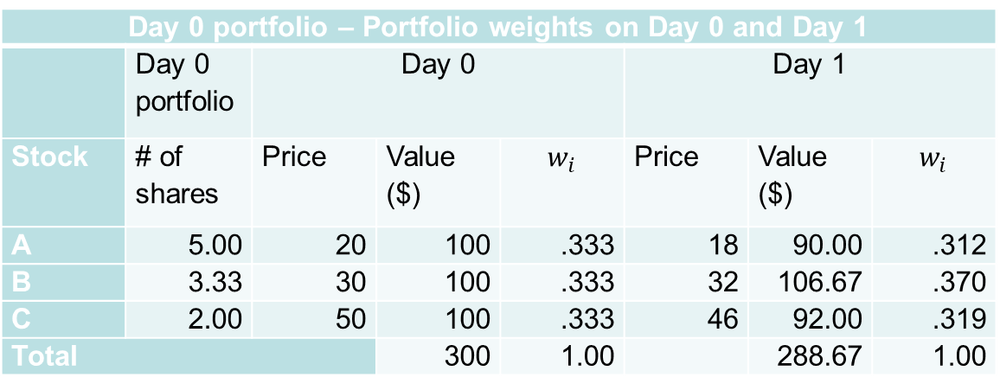 Day 0 portfolio – Portfolio weights on Day 0 and Day 1
Day 0 portfolio Day 0 Day 1
Stock # of shares Price Value ($) wᵢ Price Value ($) wᵢ
A 5.00 20 100 .333 18 90.00 .312
B 3.33 30 100 .333 32 106.67 .370
C 2.00 50 100 .333 46 92.00 .319
Total 300 1.00 288.67 1.00